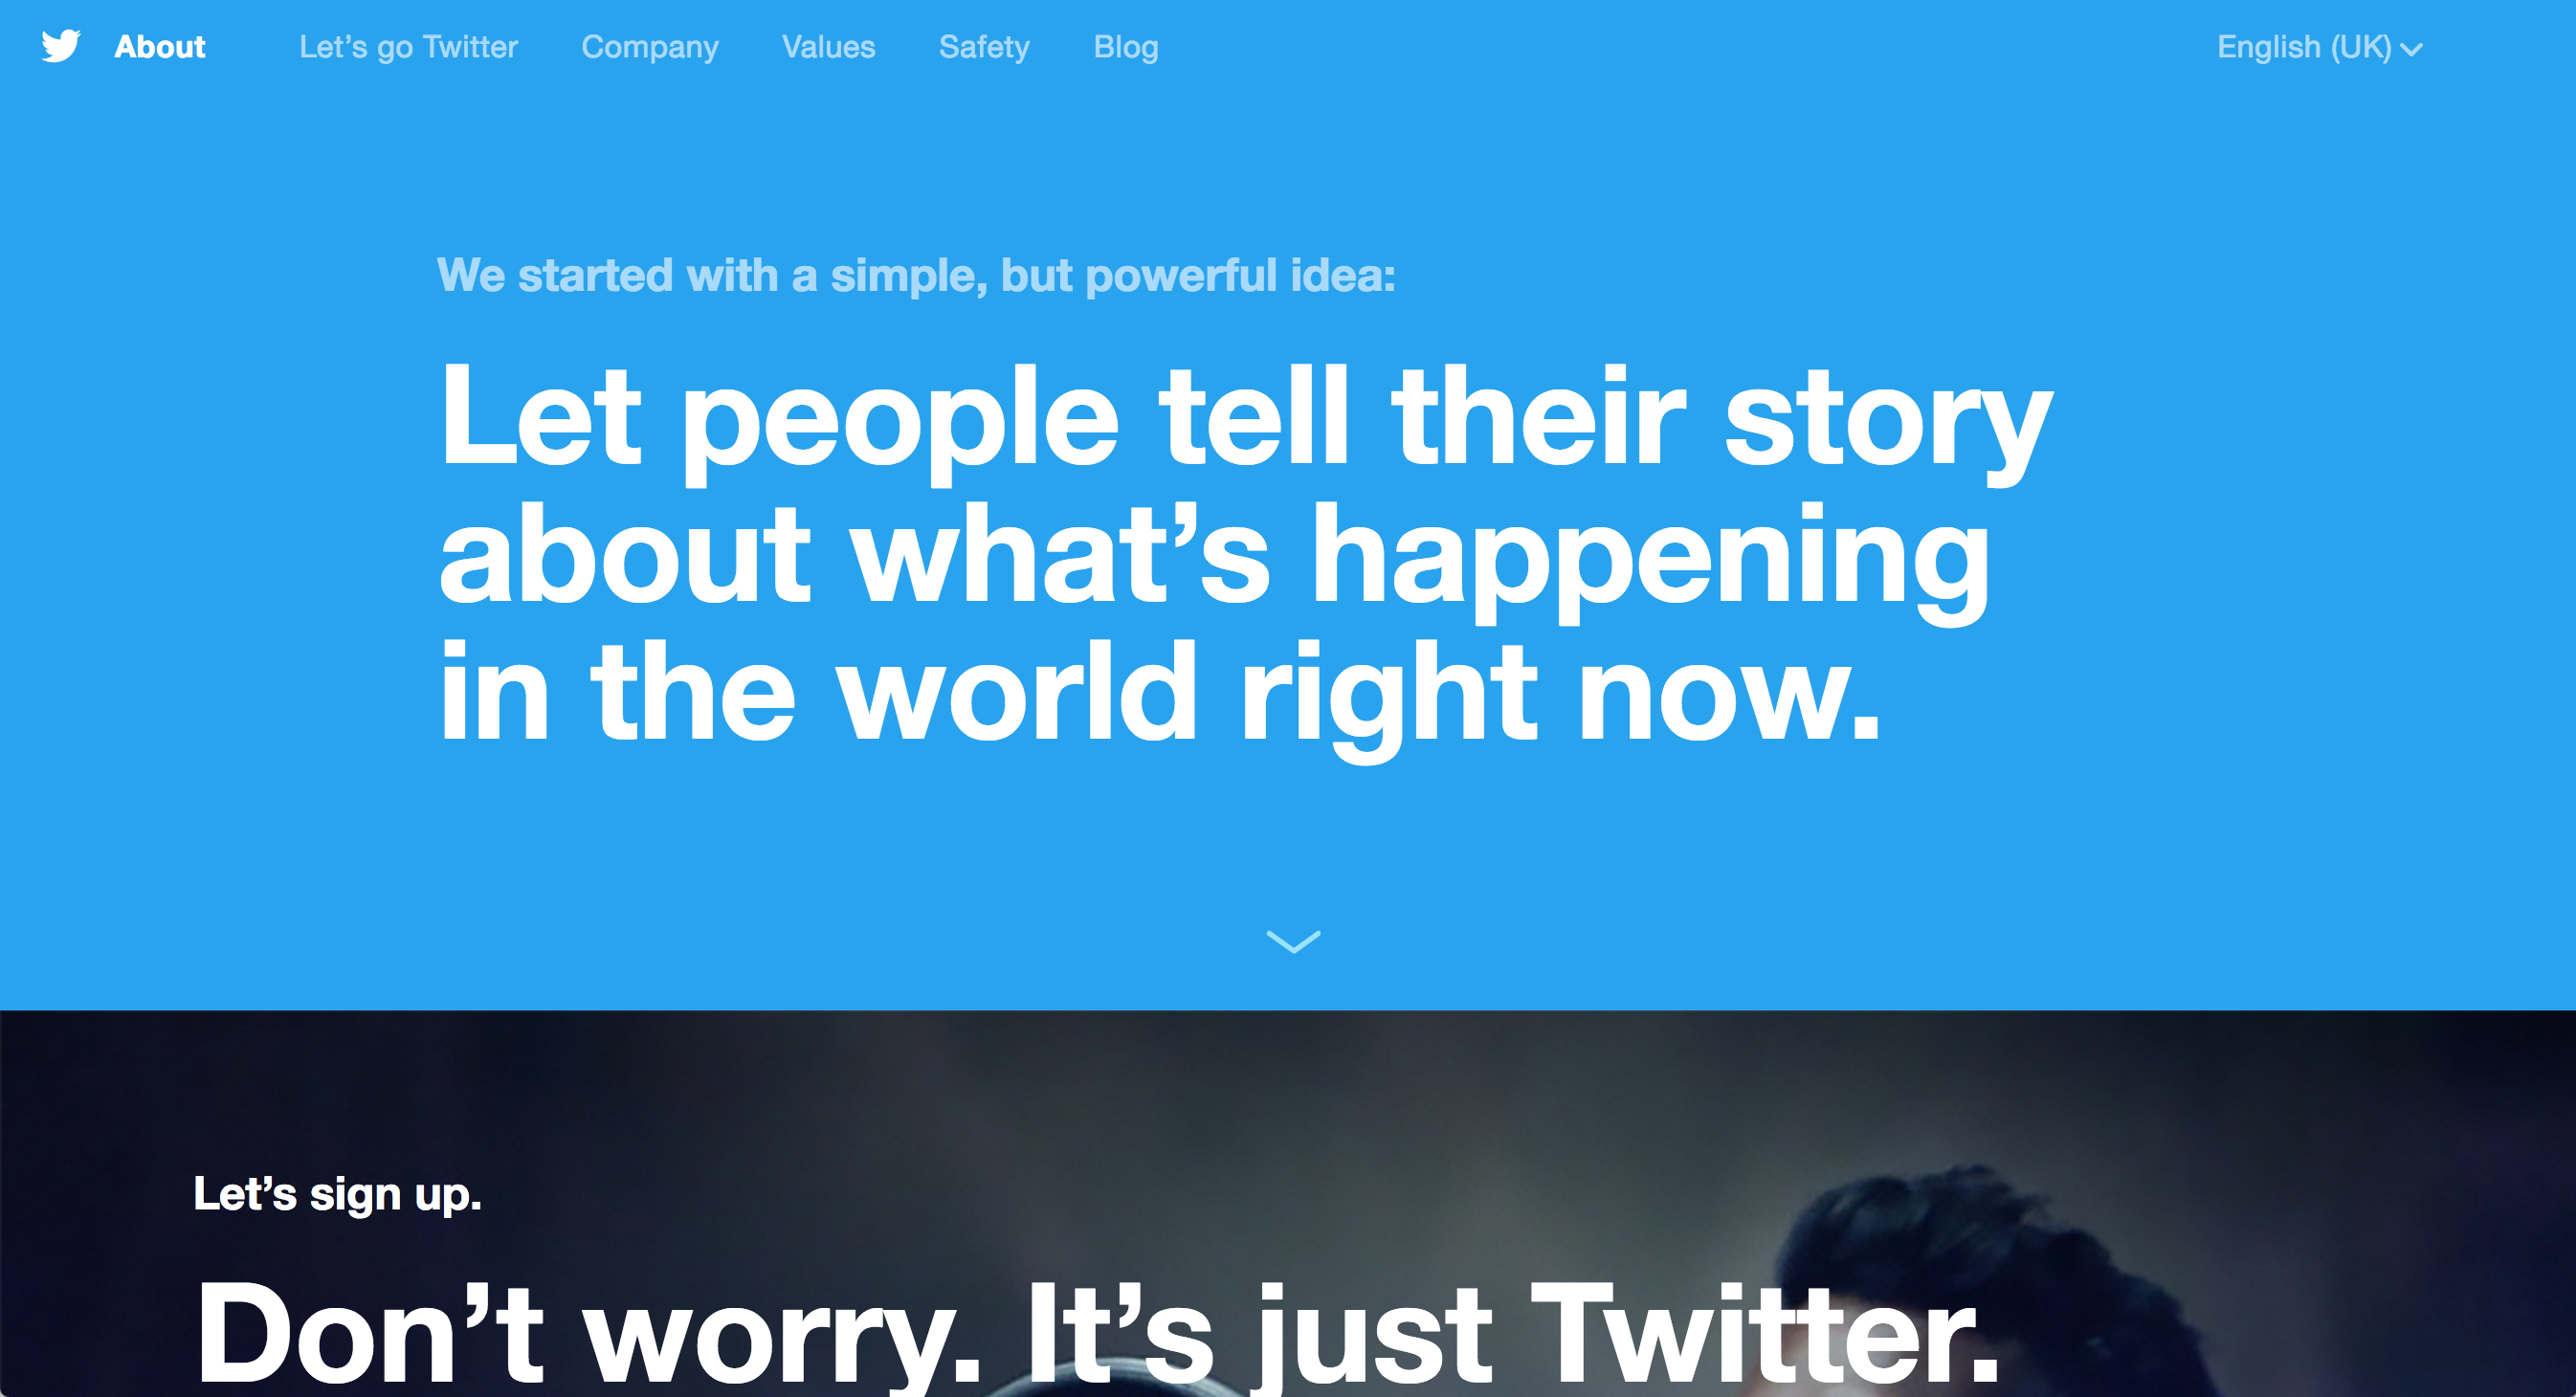 About Let’s go Twitter Company Values Safety Blog English (UK)
We started with a simple, but powerful idea:
Let people tell their story
about what’s happening
in the world right now.
Let’s sign up.
Don’t worry. It’s just Twitter.